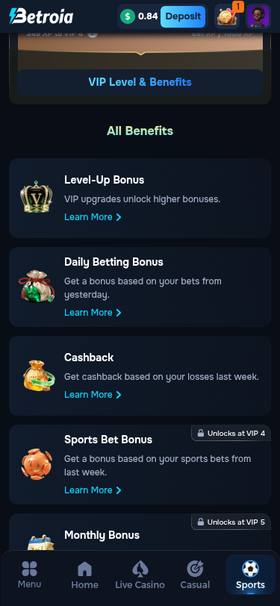 Betroia
$ 0.84 Deposit
1
VIP Level & Benefits
All Benefits
Level-Up Bonus
VIP upgrades unlock higher bonuses.
Learn More >
Daily Betting Bonus
Get a bonus based on your bets from
yesterday.
Learn More >
Cashback
Get cashback based on your losses last week.
Learn More >
Unlocks at VIP 4
Sports Bet Bonus
Get a bonus based on your sports bets from
last week.
Learn More >
Unlocks at VIP 5
Monthly Bonus
Menu Home Live Casino Casual Sports